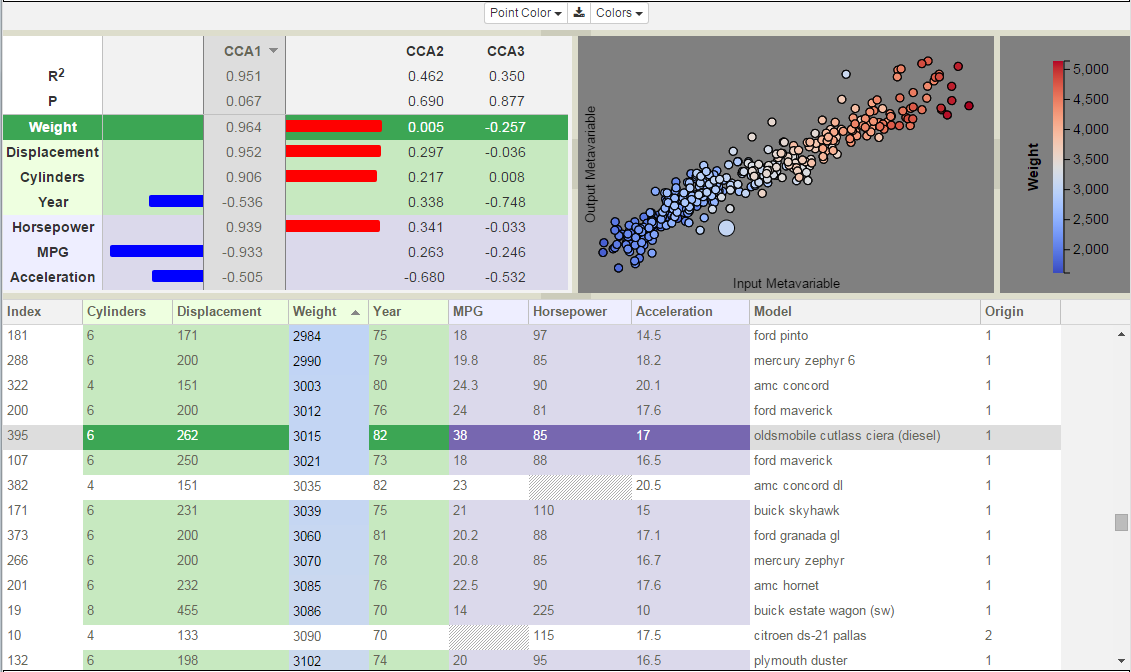 Point Color Colors
CCA1 CCA2 CCA3
R2 0.951 0.462 0.350
P 0.067 0.690 0.877
Weight 0.964 0.005 -0.257
Displacement 0.952 0.297 -0.036
Cylinders 0.906 0.217 0.008
Year -0.536 0.338 -0.748
Horsepower 0.939 0.341 -0.033
MPG -0.933 0.263 -0.246
Acceleration -0.505 -0.680 -0.532
Output Metavariable
Input Metavariable
Weight
5,000
4,500
4,000
3,500
3,000
2,500
2,000
Index Cylinders Displacement Weight Year MPG Horsepower Acceleration Model Origin
181 6 171 2984 75 18 97 14.5 ford pinto 1
288 6 200 2990 79 19.8 85 18.2 mercury zephyr 6 1
322 4 151 3003 80 24.3 90 20.1 amc concord 1
200 6 200 3012 76 24 81 17.6 ford maverick 1
395 6 262 3015 82 38 85 17 oldsmobile cutlass ciera (diesel) 1
107 6 250 3021 73 18 88 16.5 ford maverick 1
382 4 151 3035 82 23 20.5 amc concord dl 1
171 6 231 3039 75 21 110 15 buick skyhawk 1
373 6 200 3060 81 20.2 88 17.1 ford granada gl 1
266 6 200 3070 78 20.8 85 16.7 mercury zephyr 1
201 6 232 3085 76 22.5 90 17.6 amc hornet 1
19 8 455 3086 70 14 225 10 buick estate wagon (sw) 1
10 4 133 3090 70 115 17.5 citroen ds-21 pallas 2
132 6 198 3102 74 20 95 16.5 plymouth duster 1